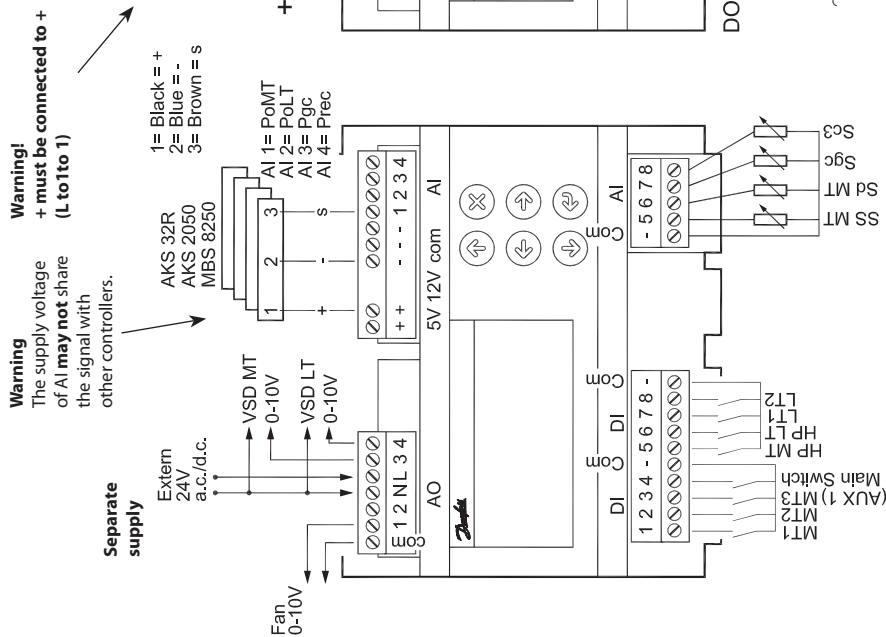 Warning
The supply voltage
of AI may not share
the signal with
other controllers.
Warning!
+ must be connected to +
(L to1to 1)
Separate
supply
Extern
24V
a.c./d.c.
Fan
0-10V
VSD MT
0-10V
VSD LT
0-10V
AKS 32R
AKS 2050
MBS 8250
1= Black = +
2= Blue = -
3= Brown = s
AI 1= PoMT
AI 2= PoLT
AI 3= Pgc
AI 4= Prec
1 2 3
+ - s
com 1 2 N L 3 4
AO
+ + - - - 1 2 3 4
5V 12V com AI
Danfoss
DI Com DI Com
1 2 3 4 - 5 6 7 8 -
Com AI
- 5 6 7 8
MT1
MT2
(AUX 1) MT3
Main Switch
HP MT
HP LT
LT1
LT2
SS MT
Sd MT
Sgc
Sc3
+
DO